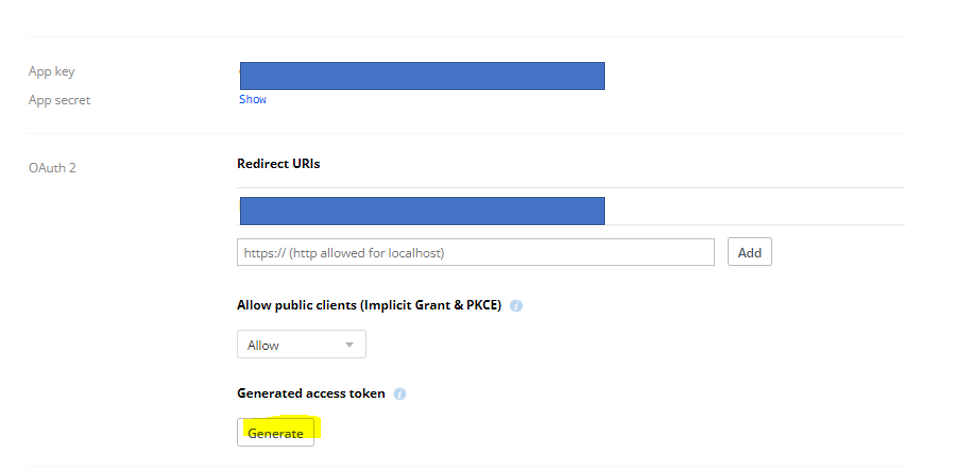 App key
App secret
Show
OAuth 2
Redirect URIs
https:// (http allowed for localhost)
Add
Allow public clients (Implicit Grant & PKCE) i
Allow
Generated access token i
Generate